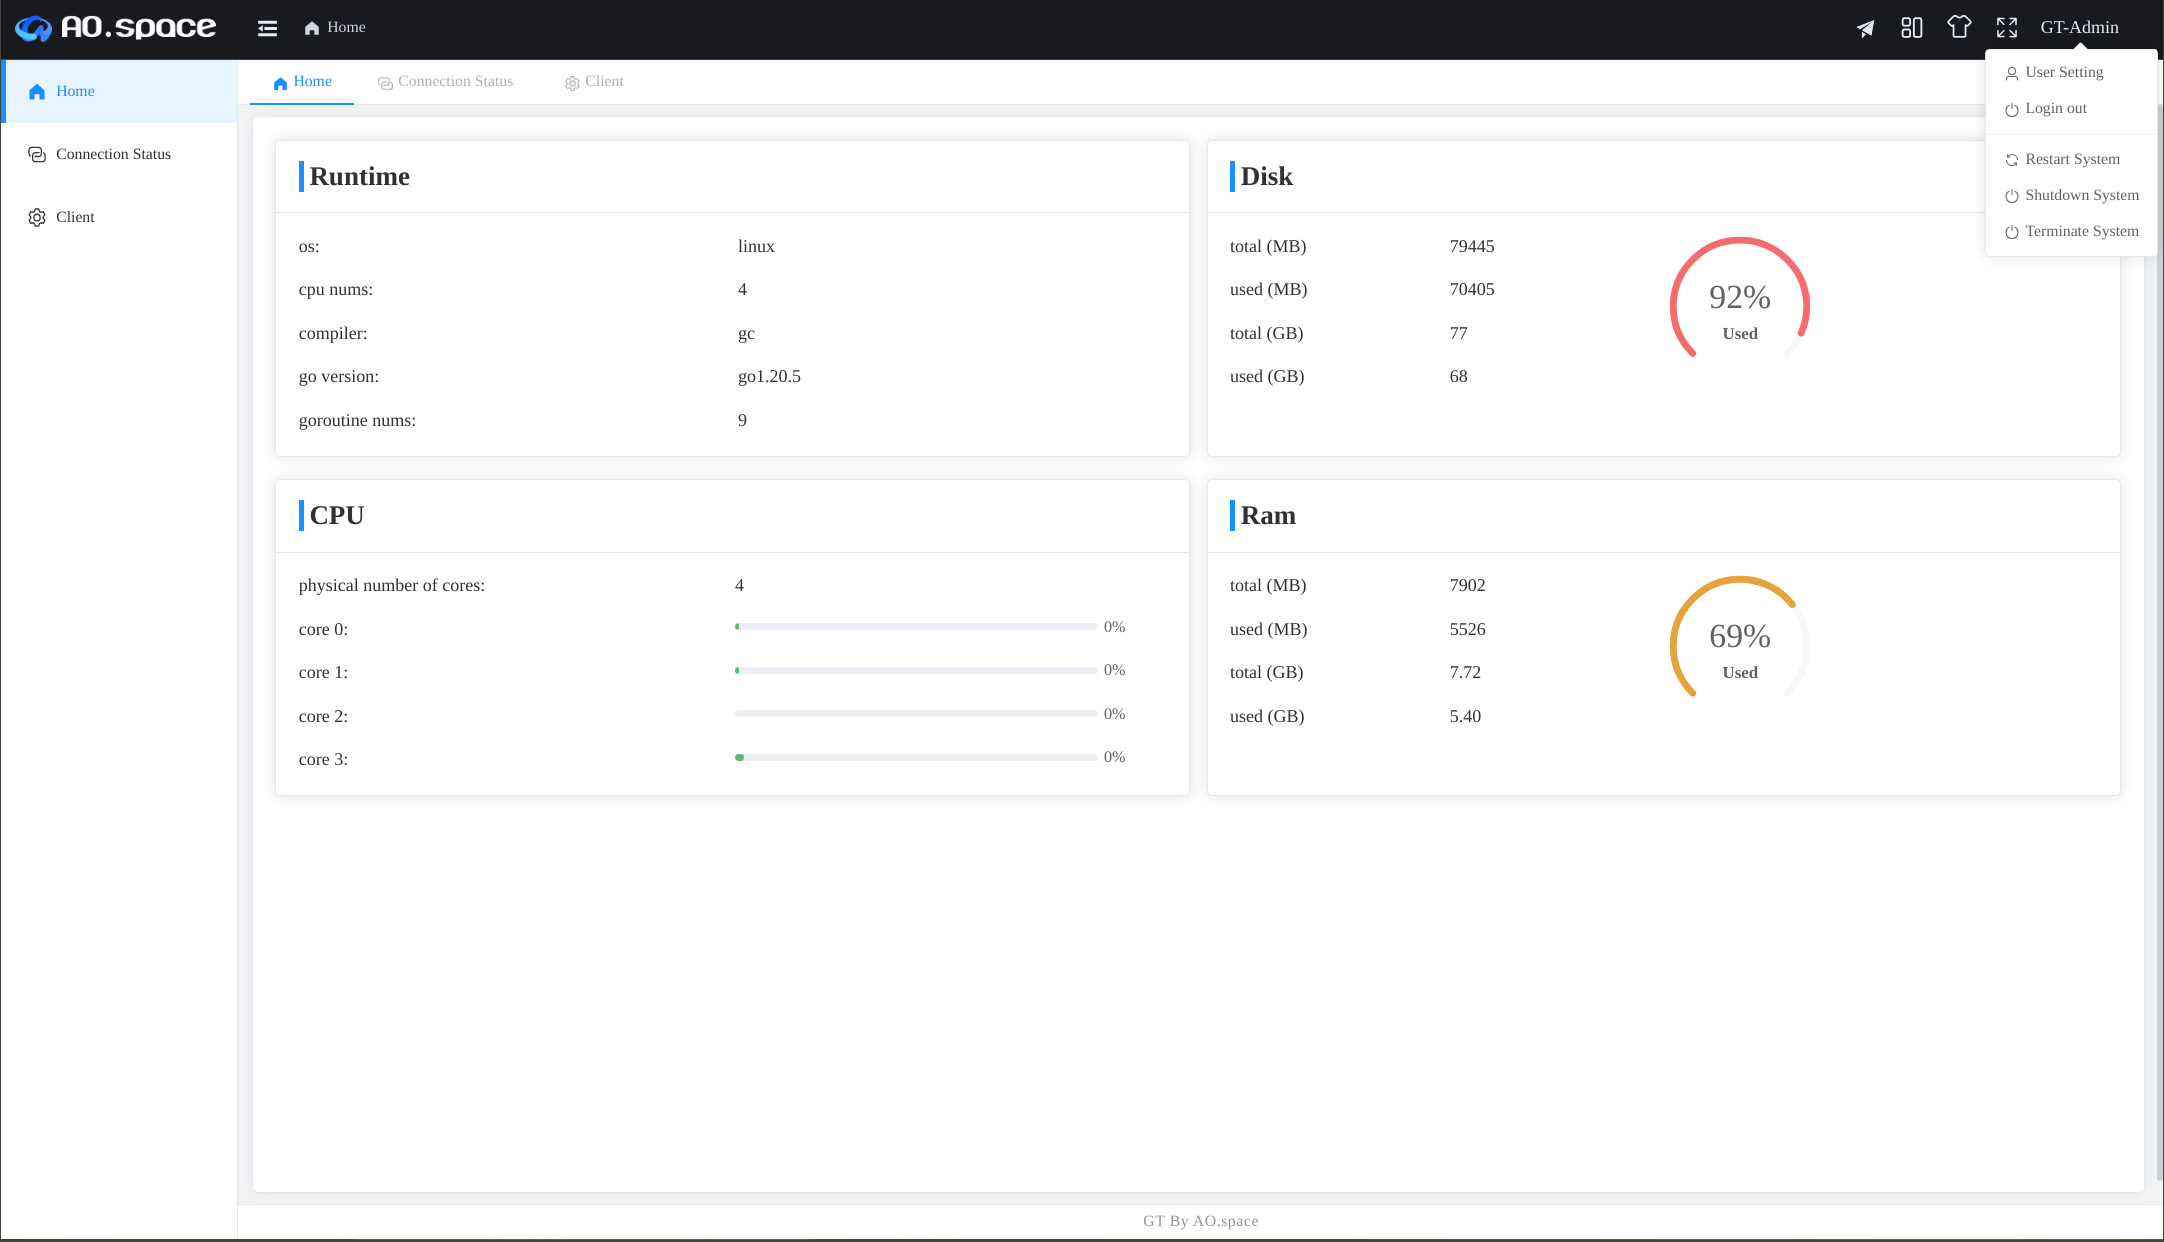 AO.space
Home
GT-Admin
Home
Connection Status
Client
Home
Connection Status
Client
User Setting
Login out
Restart System
Shutdown System
Terminate System
Runtime
os: linux
cpu nums: 4
compiler: gc
go version: go1.20.5
goroutine nums: 9
Disk
total (MB) 79445
used (MB) 70405
total (GB) 77
used (GB) 68
92%
Used
CPU
physical number of cores: 4
core 0: 0%
core 1: 0%
core 2: 0%
core 3: 0%
Ram
total (MB) 7902
used (MB) 5526
total (GB) 7.72
used (GB) 5.40
69%
Used
GT By AO.space